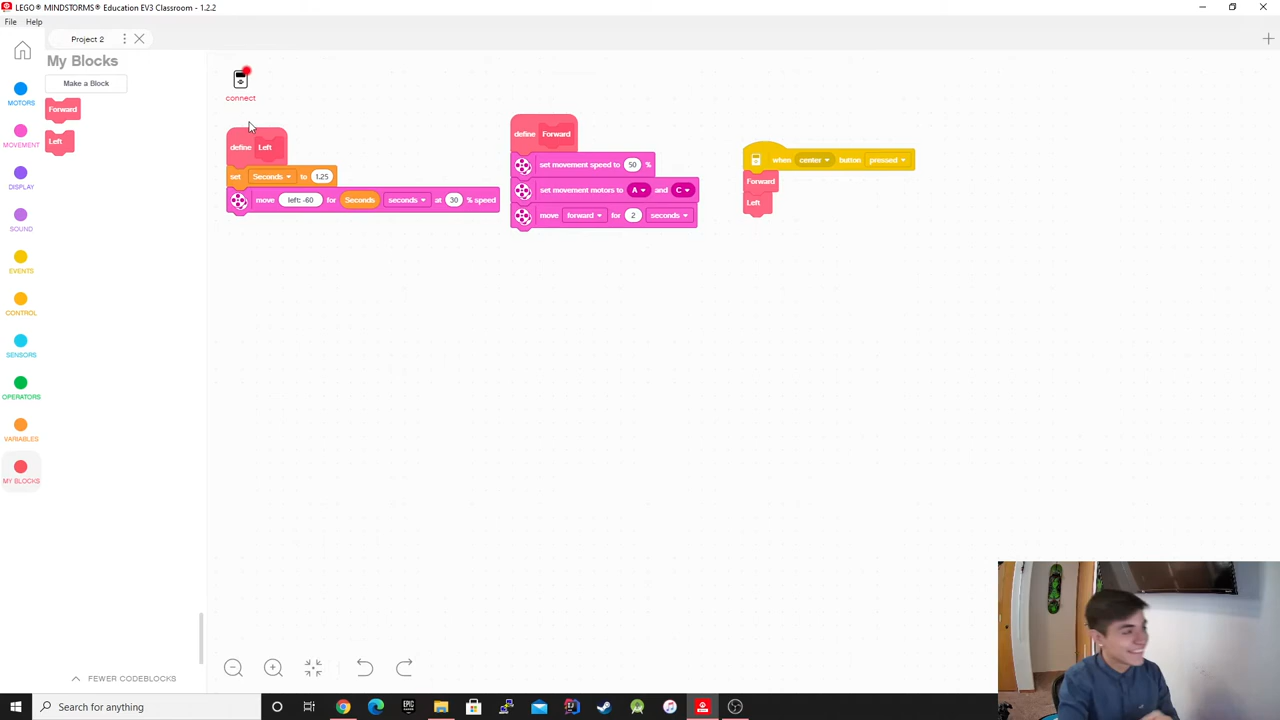 LEGO® MINDSTORMS® Education EV3 Classroom - 1.2.2
File Help
Project 2
My Blocks
Make a Block
Forward
Left
MOTORS
MOVEMENT
DISPLAY
SOUND
EVENTS
CONTROL
SENSORS
OPERATORS
VARIABLES
MY BLOCKS
FEWER CODEBLOCKS
connect
define Left
set Seconds to 1.25
move left: -60 for Seconds seconds at 30 % speed
define Forward
set movement speed to 50 %
set movement motors to A and C
move forward for 2 seconds
when center button pressed
Forward
Left
Search for anything
EPIC